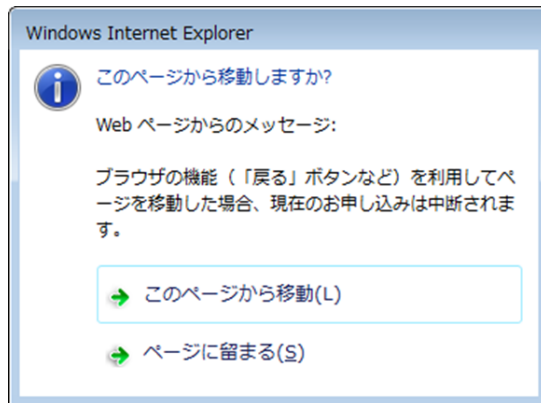 Windows Internet Explorer
このページから移動しますか?
Web ページからのメッセージ:
ブラウザの機能（「戻る」ボタンなど）を利用してペ
ージを移動した場合、現在のお申し込みは中断されま
す。
このページから移動(L)
ページに留まる(S)